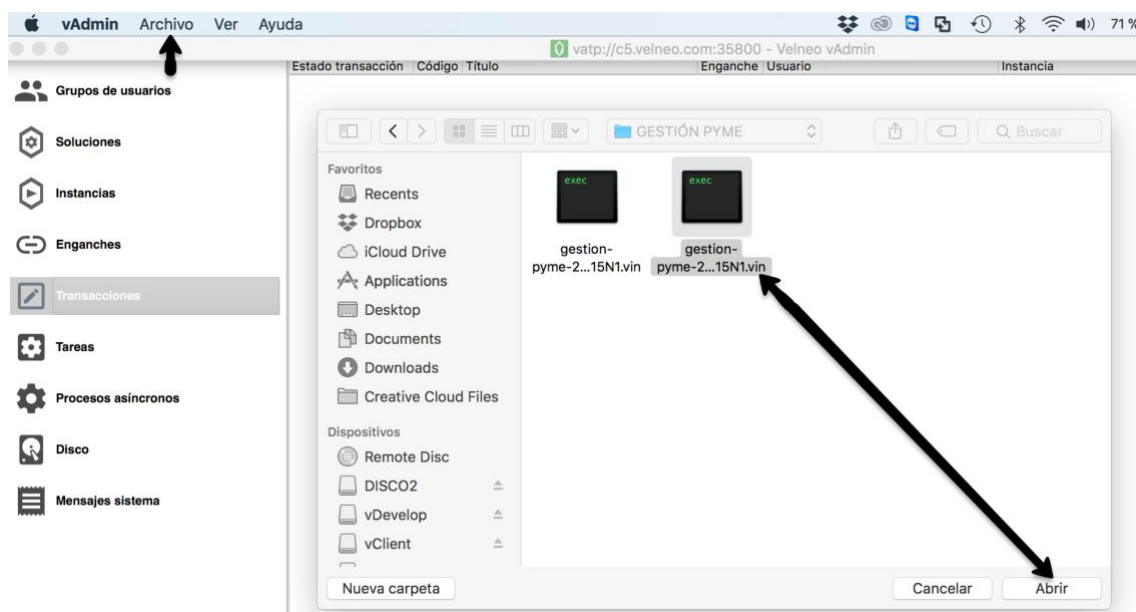 vAdmin Archivo Ver Ayuda 71 %
vatp://c5.velneo.com:35800 - Velneo vAdmin
Estado transacción Código Título Enganche Usuario Instancia
Grupos de usuarios
Soluciones
Instancias
Enganches
Transacciones
Tareas
Procesos asíncronos
Disco
Mensajes sistema
GESTIÓN PYME
Buscar
Favoritos
Recents
Dropbox
iCloud Drive
Applications
Desktop
Documents
Downloads
Creative Cloud Files
Dispositivos
Remote Disc
DISCO2
vDevelop
vClient
exec
gestion-
pyme-2...15N1.vin
exec
gestion-
pyme-2...15N1.vin
Nueva carpeta
Cancelar
Abrir